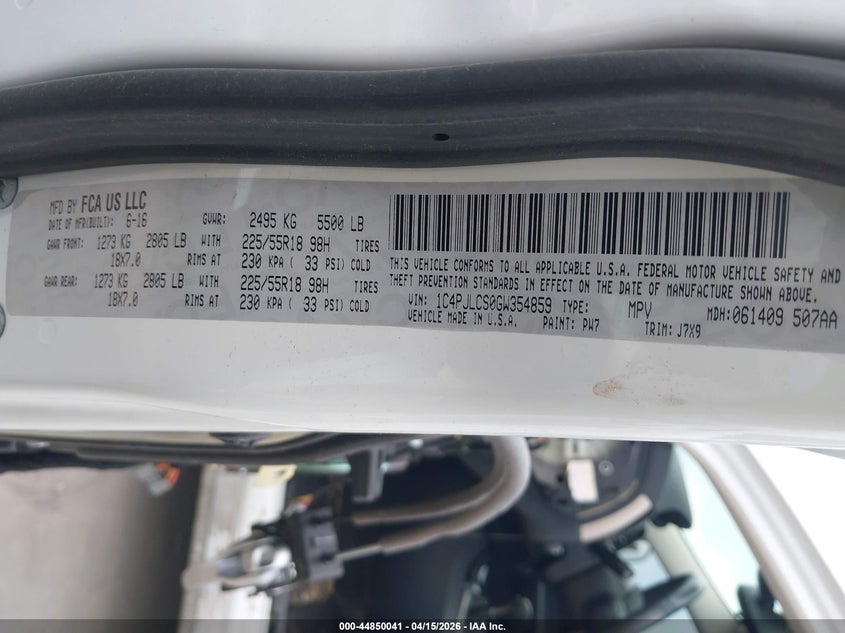 MFD BY FCA US LLC
DATE OF MFR(BUILT): 6-16 GVWR: 2495 KG 5500 LB
GAWR FRONT: 1273 KG 2805 LB WITH 225/55R18 98H TIRES
18X7.0 RIMS AT 230 KPA ( 33 PSI) COLD
GAWR REAR: 1273 KG 2805 LB WITH 225/55R18 98H TIRES
18X7.0 RIMS AT 230 KPA ( 33 PSI) COLD
THIS VEHICLE CONFORMS TO ALL APPLICABLE U.S.A. FEDERAL MOTOR VEHICLE SAFETY AND
THEFT PREVENTION STANDARDS IN EFFECT ON THE DATE OF MANUFACTURE SHOWN ABOVE.
VIN: 1C4PJLCS0GW354859 TYPE: MPV MDH:061409 507AA
VEHICLE MADE IN U.S.A. PAINT: PW7 TRIM: J7X9
000-44850041 - 04/15/2026 - IAA Inc.